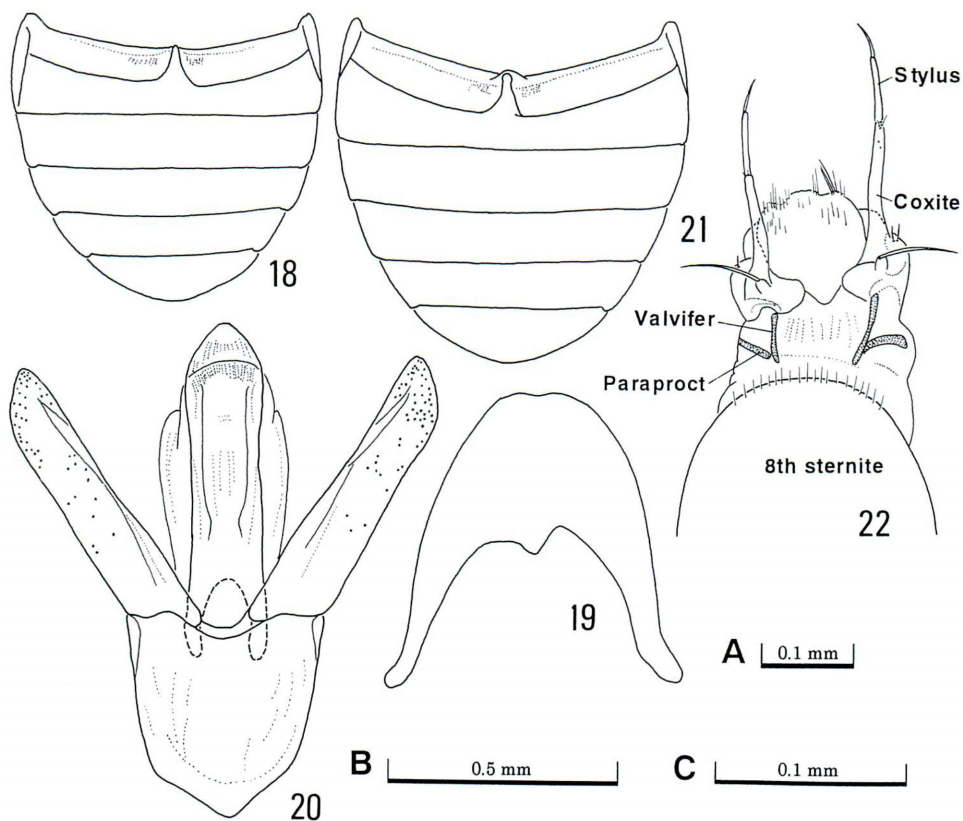 Stylus
Coxite
21
18
Valvifer
Paraproct
8th sternite
22
19
A 0.1 mm
B 0.5 mm
C 0.1 mm
20